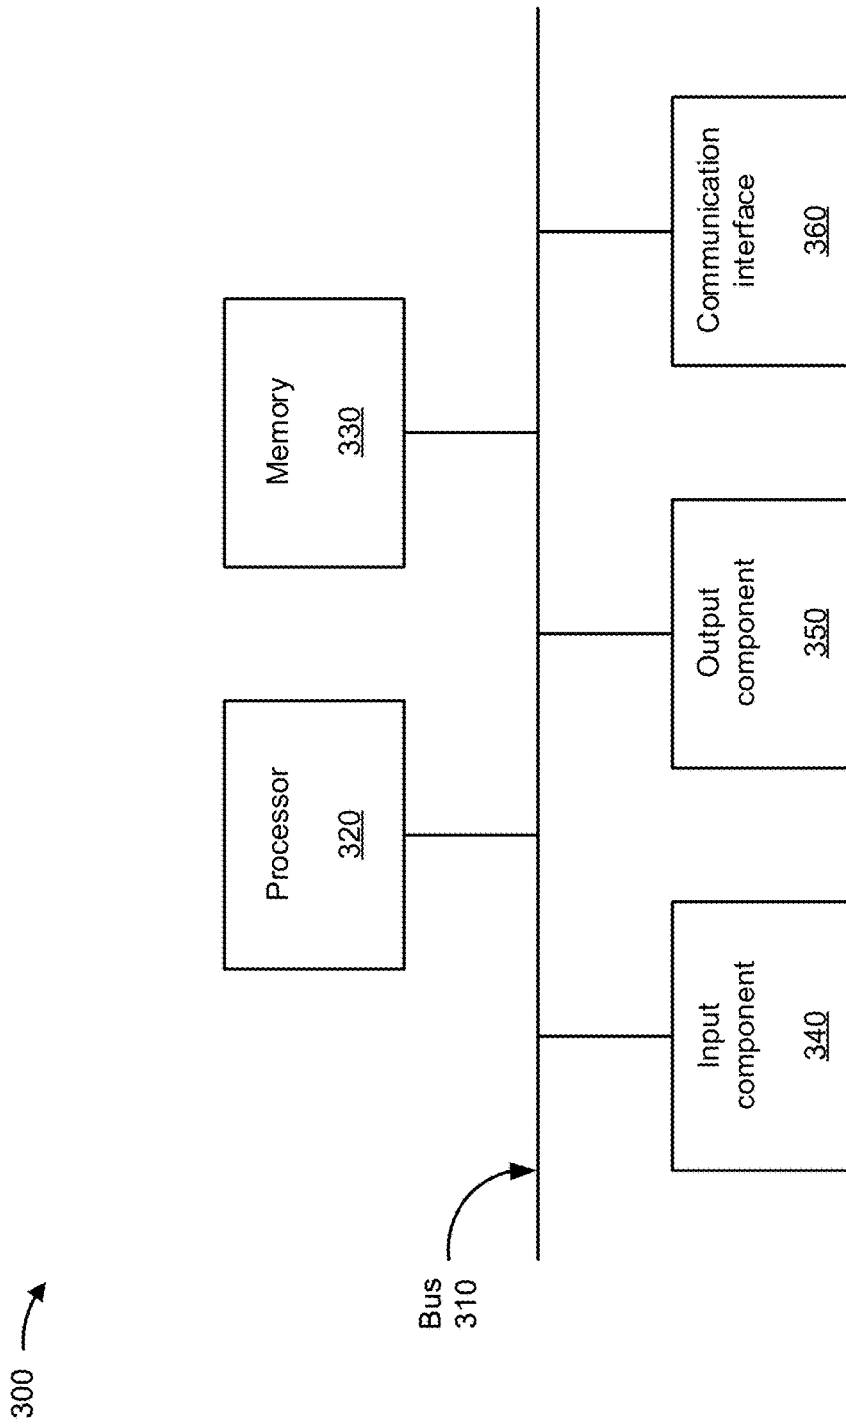 300
Processor
320
Memory
330
Bus
310
Input
component
340
Output
component
350
Communication
interface
360